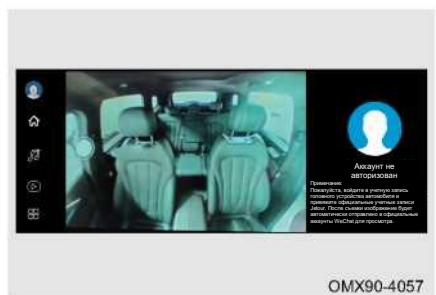 Аккаунт не
авторизован
Примечание:
Пожалуйста, войдите в учетную запись
головного устройства автомобиля и
привяжите официальные учетные записи
Jetour. После съемки изображение будет
автоматически отправлено в официальные
аккаунты WeChat для просмотра.
OMX90-4057